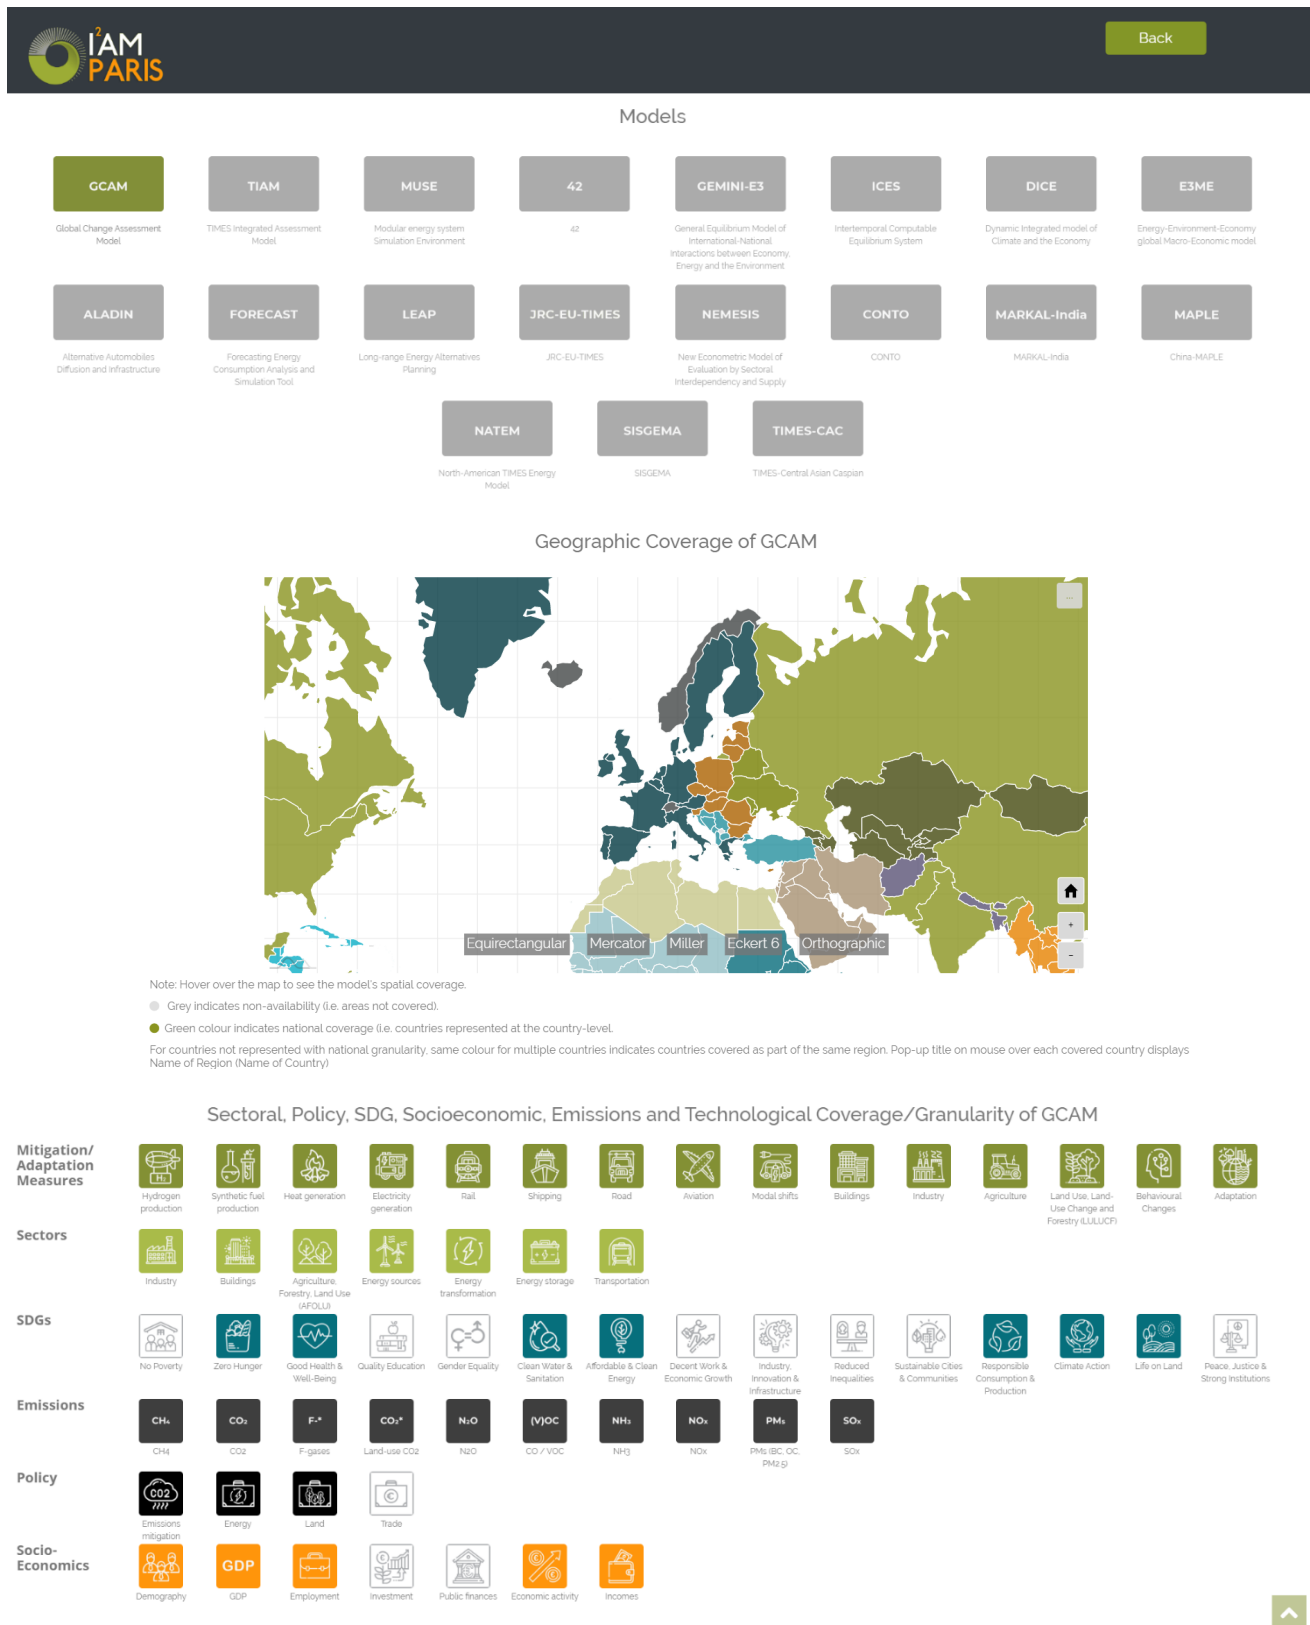 I²AM
PARIS
Back
Models
GCAM
TIAM
MUSE
42
GEMINI-E3
ICES
DICE
E3ME
Global Change Assessment
Model
TIMES Integrated Assessment
Model
Modular energy system
Simulation Environment
42
General Equilibrium Model of
International-National
Interactions between Economy,
Energy and the Environment
Intertemporal Computable
Equilibrium System
Dynamic Integrated model of
Climate and the Economy
Energy-Environment-Economy
global Macro-Economic model
ALADIN
FORECAST
LEAP
JRC-EU-TIMES
NEMESIS
CONTO
MARKAL-India
MAPLE
Alternative Automobiles
Diffusion and Infrastructure
Forecasting Energy
Consumption Analysis and
Simulation Tool
Long-range Energy Alternatives
Planning
JRC-EU-TIMES
New Econometric Model of
Evaluation by Sectoral
Interdependency and Supply
CONTO
MARKAL-India
China-MAPLE
NATEM
SISGEMA
TIMES-CAC
North-American TIMES Energy
Model
SISGEMA
TIMES-Central Asian Caspian
Geographic Coverage of GCAM
Equirectangular
Mercator
Miller
Eckert 6
Orthographic
Note: Hover over the map to see the model's spatial coverage.
Grey indicates non-availability (i.e. areas not covered).
Green colour indicates national coverage (i.e. countries represented at the country-level.
For countries not represented with national granularity, same colour for multiple countries indicates countries covered as part of the same region. Pop-up title on mouse over each covered country displays
Name of Region (Name of Country)
Sectoral, Policy, SDG, Socioeconomic, Emissions and Technological Coverage/Granularity of GCAM
Mitigation/
Adaptation
Measures
H₂
Hydrogen
production
Synthetic fuel
production
Heat generation
Electricity
generation
Rail
Shipping
Road
Aviation
Modal shifts
Buildings
Industry
Agriculture
Land Use, Land-
Use Change and
Forestry (LULUCF)
Behavioural
Changes
Adaptation
Sectors
Industry
Buildings
Agriculture,
Forestry, Land Use
(AFOLU)
Energy sources
Energy
transformation
Energy storage
Transportation
SDGs
No Poverty
Zero Hunger
Good Health &
Well-Being
Quality Education
Gender Equality
Clean Water &
Sanitation
Affordable & Clean
Energy
Decent Work &
Economic Growth
Industry,
Innovation &
Infrastructure
Reduced
Inequalities
Sustainable Cities
& Communities
Responsible
Consumption &
Production
Climate Action
Life on Land
Peace, Justice &
Strong Institutions
Emissions
CH₄
CO₂
F-*
CO₂*
N₂O
(V)OC
NH₃
NOₓ
PMₛ
SOₓ
CH4
CO2
F-gases
Land-use CO2
N2O
CO / VOC
NH3
NOx
PMs (BC, OC,
PM2.5)
SOx
Policy
CO2
Emissions
mitigation
Energy
Land
Trade
Socio-
Economics
GDP
Demography
GDP
Employment
Investment
Public finances
Economic activity
Incomes